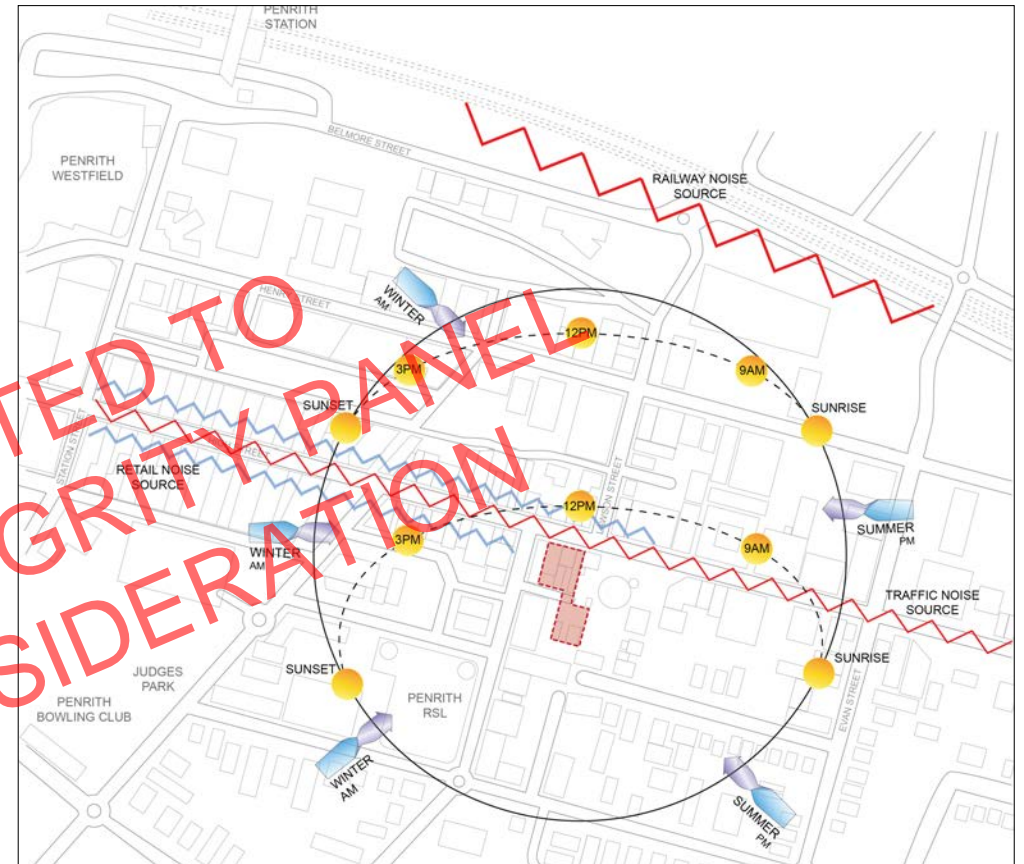 PENRITH
STATION
BELMORE STREET
PENRITH
WESTFIELD
RAILWAY NOISE
SOURCE
WINTER
AM
HENRY STREET
12PM
3PM
9AM
SUNSET
SUNRISE
STATION STREET
STREET
RETAIL NOISE
SOURCE
12PM
3PM
9AM
WINTER
AM
SUMMER
PM
TRAFFIC NOISE
SOURCE
SUNSET
SUNRISE
JUDGES
PARK
PENRITH
BOWLING CLUB
PENRITH
RSL
EVAN STREET
WINTER
AM
SUMMER
PM
TED TO
GRITY PANEL
SIDERATION